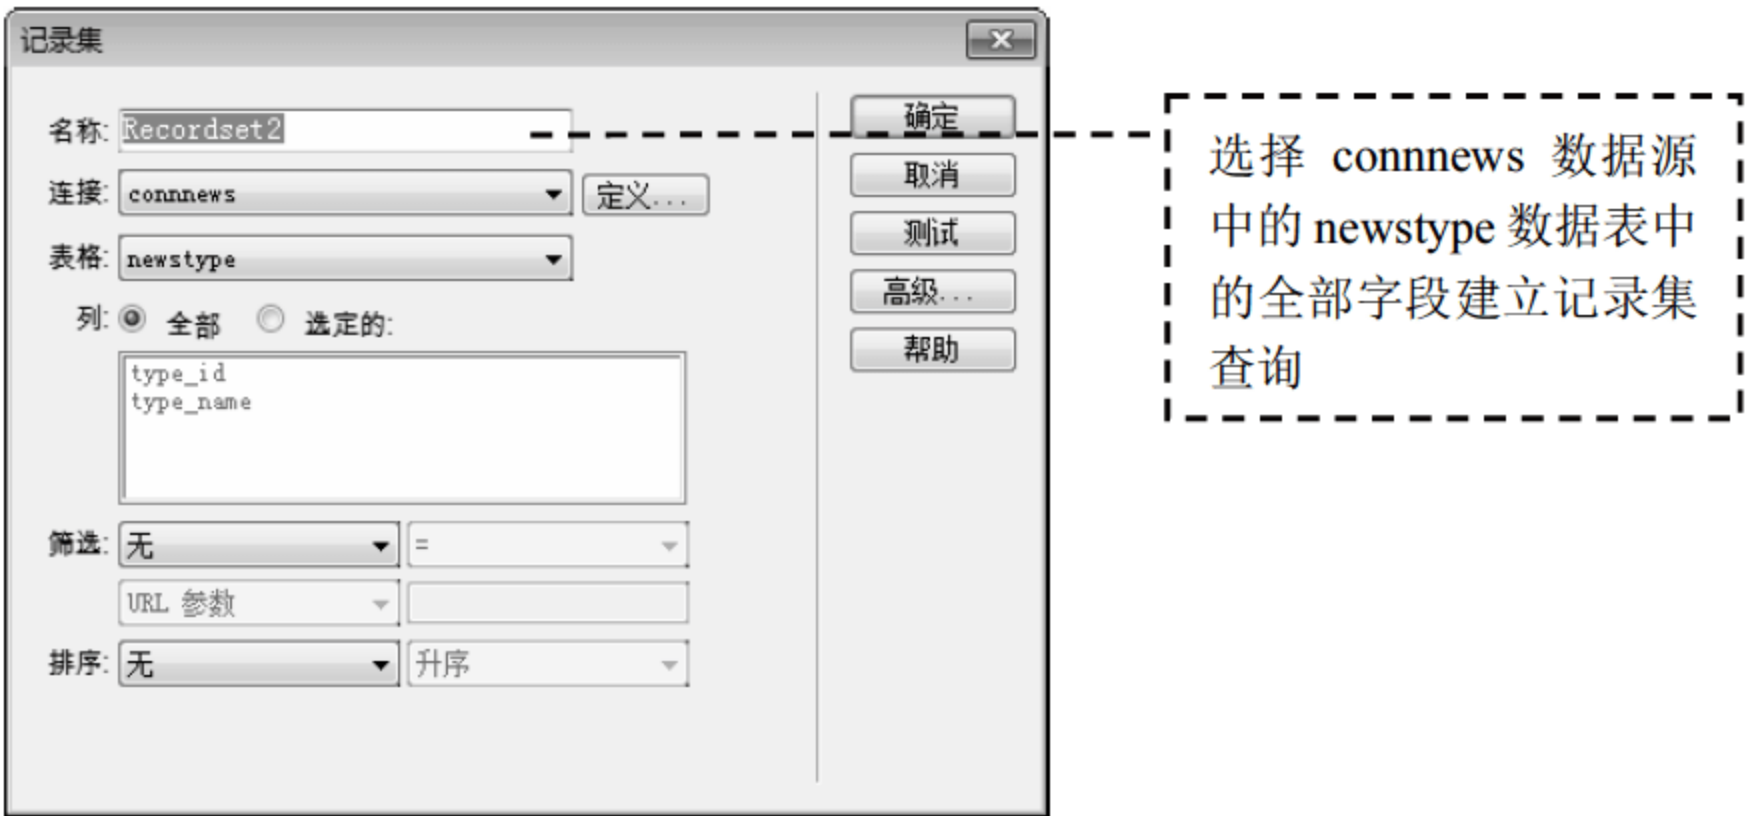 记录集
名称: Recordset2
连接: connnews 定义...
表格: newstype
列: 全部 选定的:
type_id
type_name
筛选: 无 =
URL 参数
排序: 无 升序
确定
取消
测试
高级...
帮助
选择 connnews 数据源
中的 newstype 数据表中
的全部字段建立记录集
查询